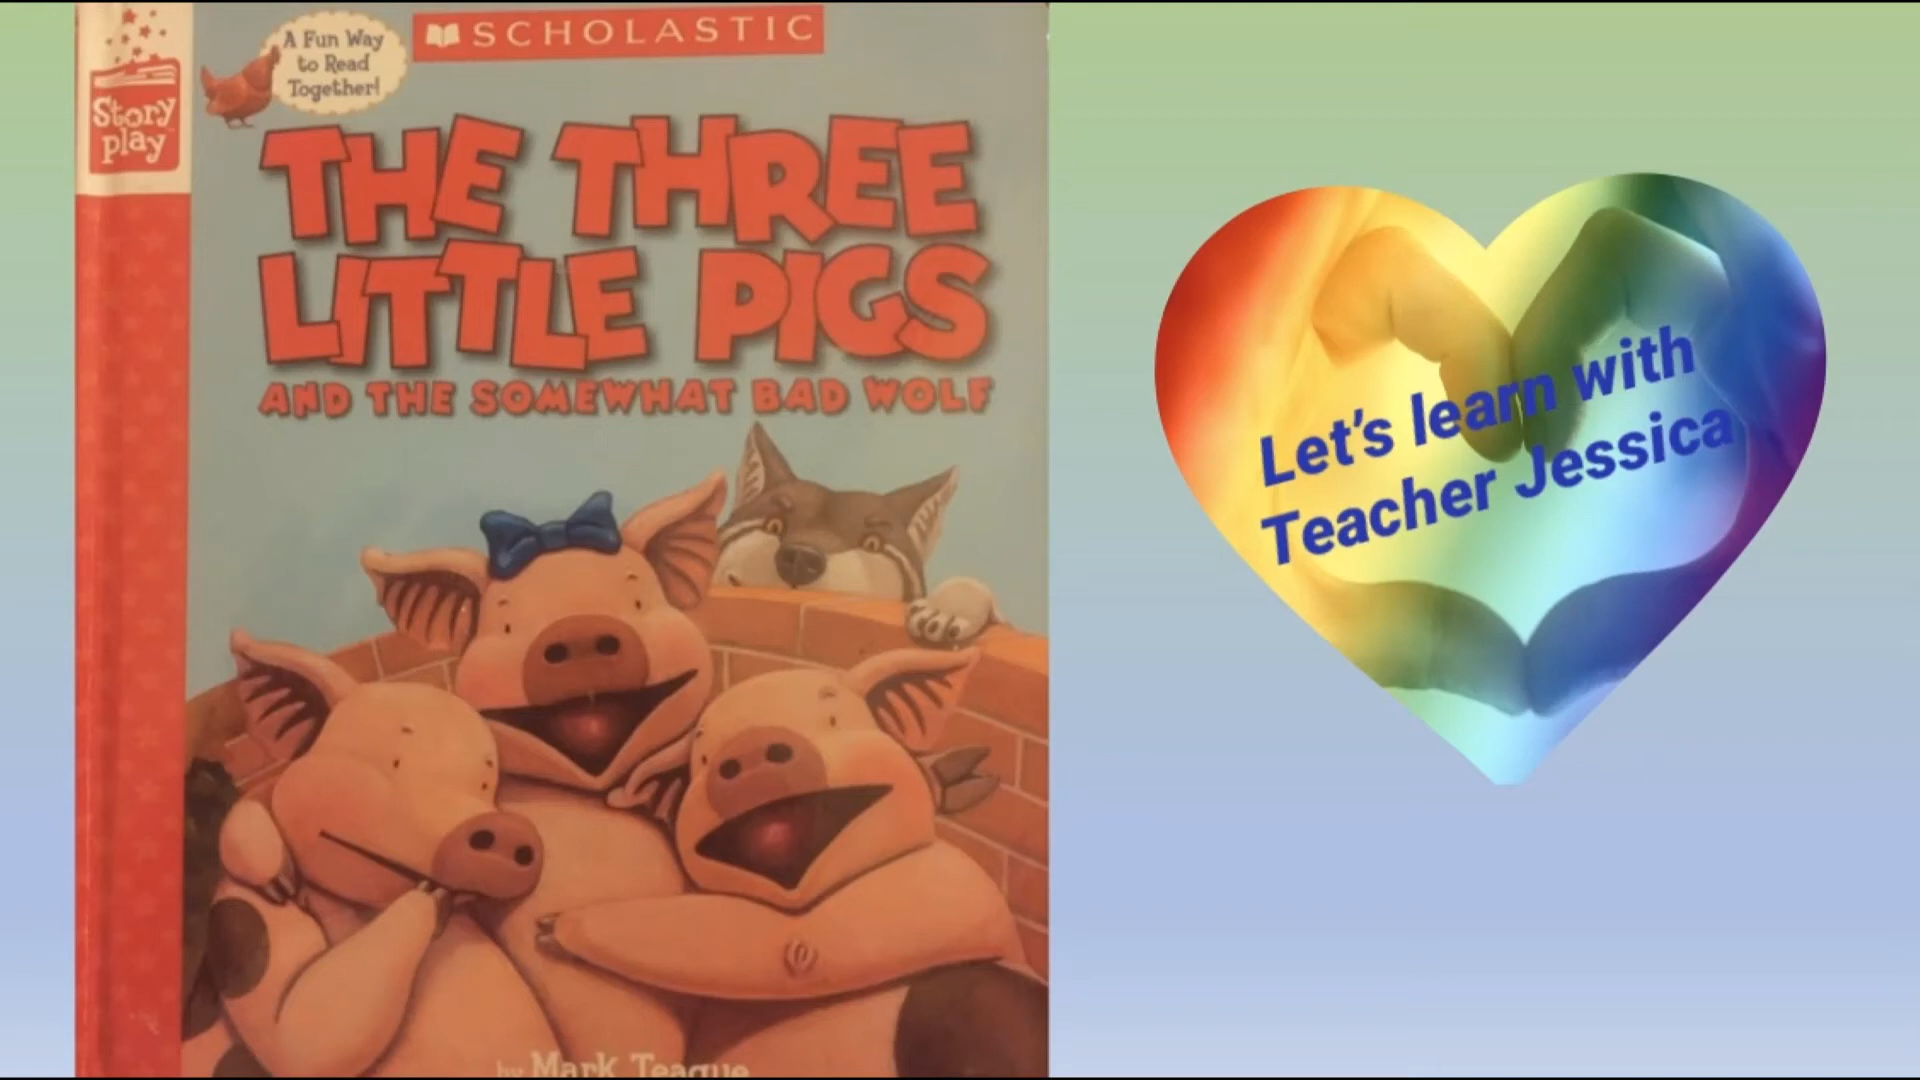 A Fun Way
to Read
Together!
SCHOLASTIC
Story
play
THE THREE
LITTLE PIGS
AND THE SOMEWHAT BAD WOLF
by Mark Teague
Let's learn with
Teacher Jessica